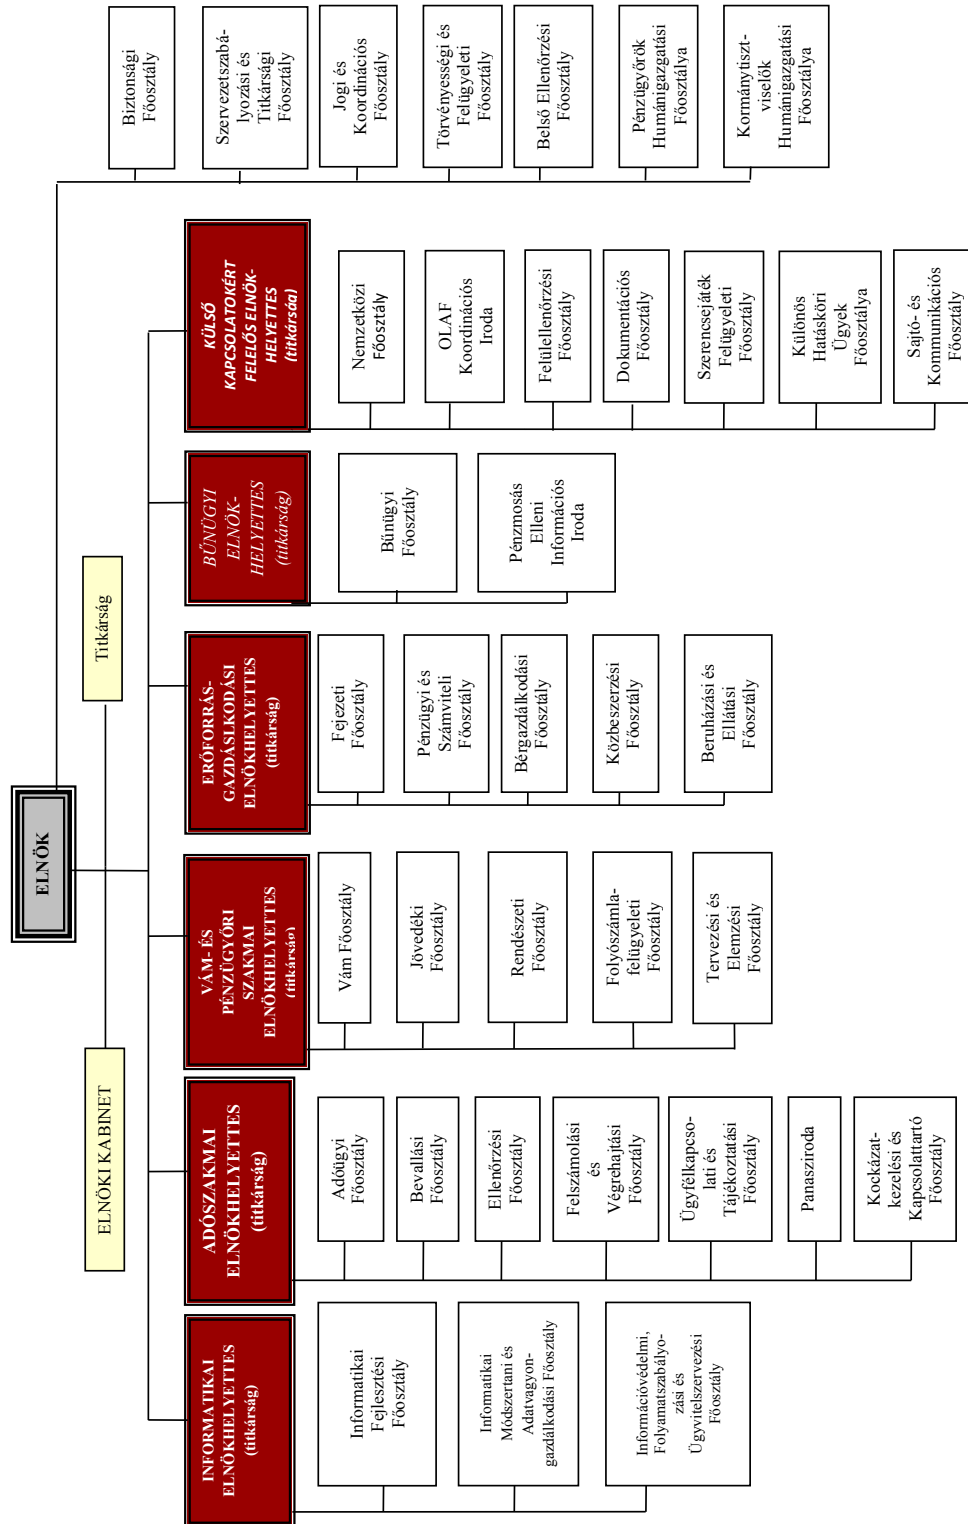 ELNÖK
ELNÖKI KABINET
Titkárság
INFORMATIKAI
ELNÖKHELYETTES
(titkárság)
Informatikai
Fejlesztési
Főosztály
Informatikai
Módszertani és
Adatvagyon-
gazdálkodási Főosztály
Információvédelmi,
Folyamatszabályo-
zási és
Ügyvitelszervezési
Főosztály
ADÓSZAKMAI
ELNÖKHELYETTES
(titkárság)
Adóügyi
Főosztály
Bevallási
Főosztály
Ellenőrzési
Főosztály
Felszámolási
és
Végrehajtási
Főosztály
Ügyfélkapcso-
lati és
Tájékoztatási
Főosztály
Panasziroda
Kockázat-
kezelési és
Kapcsolattartó
Főosztály
VÁM- ÉS
PÉNZÜGYŐRI
SZAKMAI
ELNÖKHELYETTES
(titkárság)
Vám Főosztály
Jövedéki
Főosztály
Rendészeti
Főosztály
Folyószámla-
felügyeleti
Főosztály
Tervezési és
Elemzési
Főosztály
ERŐFORRÁS-
GAZDÁSLKODÁSI
ELNÖKHELYETTES
(titkárság)
Fejezeti
Főosztály
Pénzügyi és
Számviteli
Főosztály
Bérgazdálkodási
Főosztály
Közbeszerzési
Főosztály
Beruházási és
Ellátási
Főosztály
BŰNÜGYI
ELNÖK-
HELYETTES
(titkárság)
Bűnügyi
Főosztály
Pénzmosás
Elleni
Információs
Iroda
KÜLSŐ
KAPCSOLATOKÉRT
FELELŐS ELNÖK-
HELYETTES
(titkárság)
Nemzetközi
Főosztály
OLAF
Koordinációs
Iroda
Felülellenőrzési
Főosztály
Dokumentációs
Főosztály
Szerencsejáték
Felügyeleti
Főosztály
Különös
Hatásköri
Ügyek
Főosztálya
Sajtó- és
Kommunikációs
Főosztály
Biztonsági
Főosztály
Szervezetszabá-
lyozási és
Titkársági
Főosztály
Jogi és
Koordinációs
Főosztály
Törvényességi és
Felügyeleti
Főosztály
Belső Ellenőrzési
Főosztály
Pénzügyőrök
Humánigazgatási
Főosztálya
Kormánytiszt-
viselők
Humánigazgatási
Főosztálya